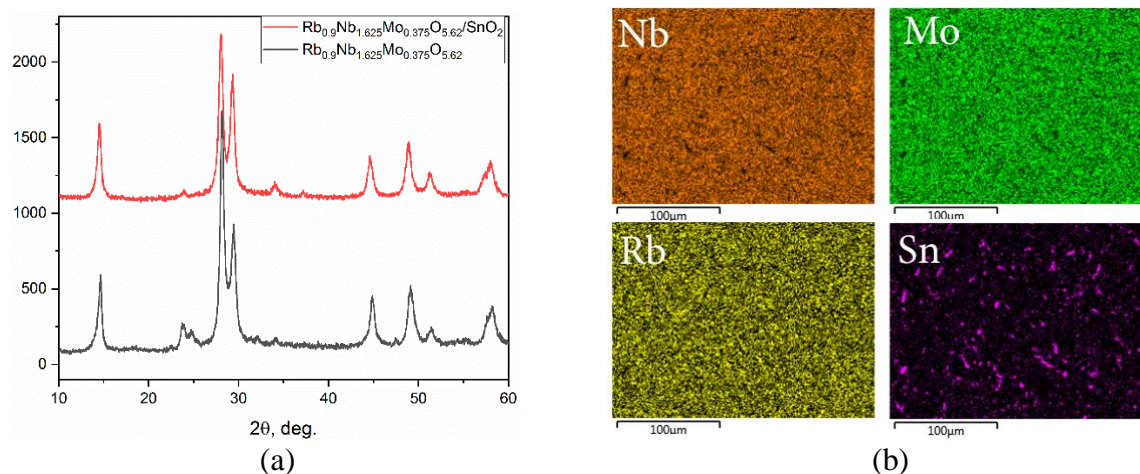 Rb₀.₉Nb₁.₆₂₅Mo₀.₃₇₅O₅.₆₂/SnO₂
Rb₀.₉Nb₁.₆₂₅Mo₀.₃₇₅O₅.₆₂
2000
1500
1000
500
0
10 20 30 40 50 60
2θ, deg.
(a)
Nb Mo
100µm 100µm
Rb Sn
100µm 100µm
(b)